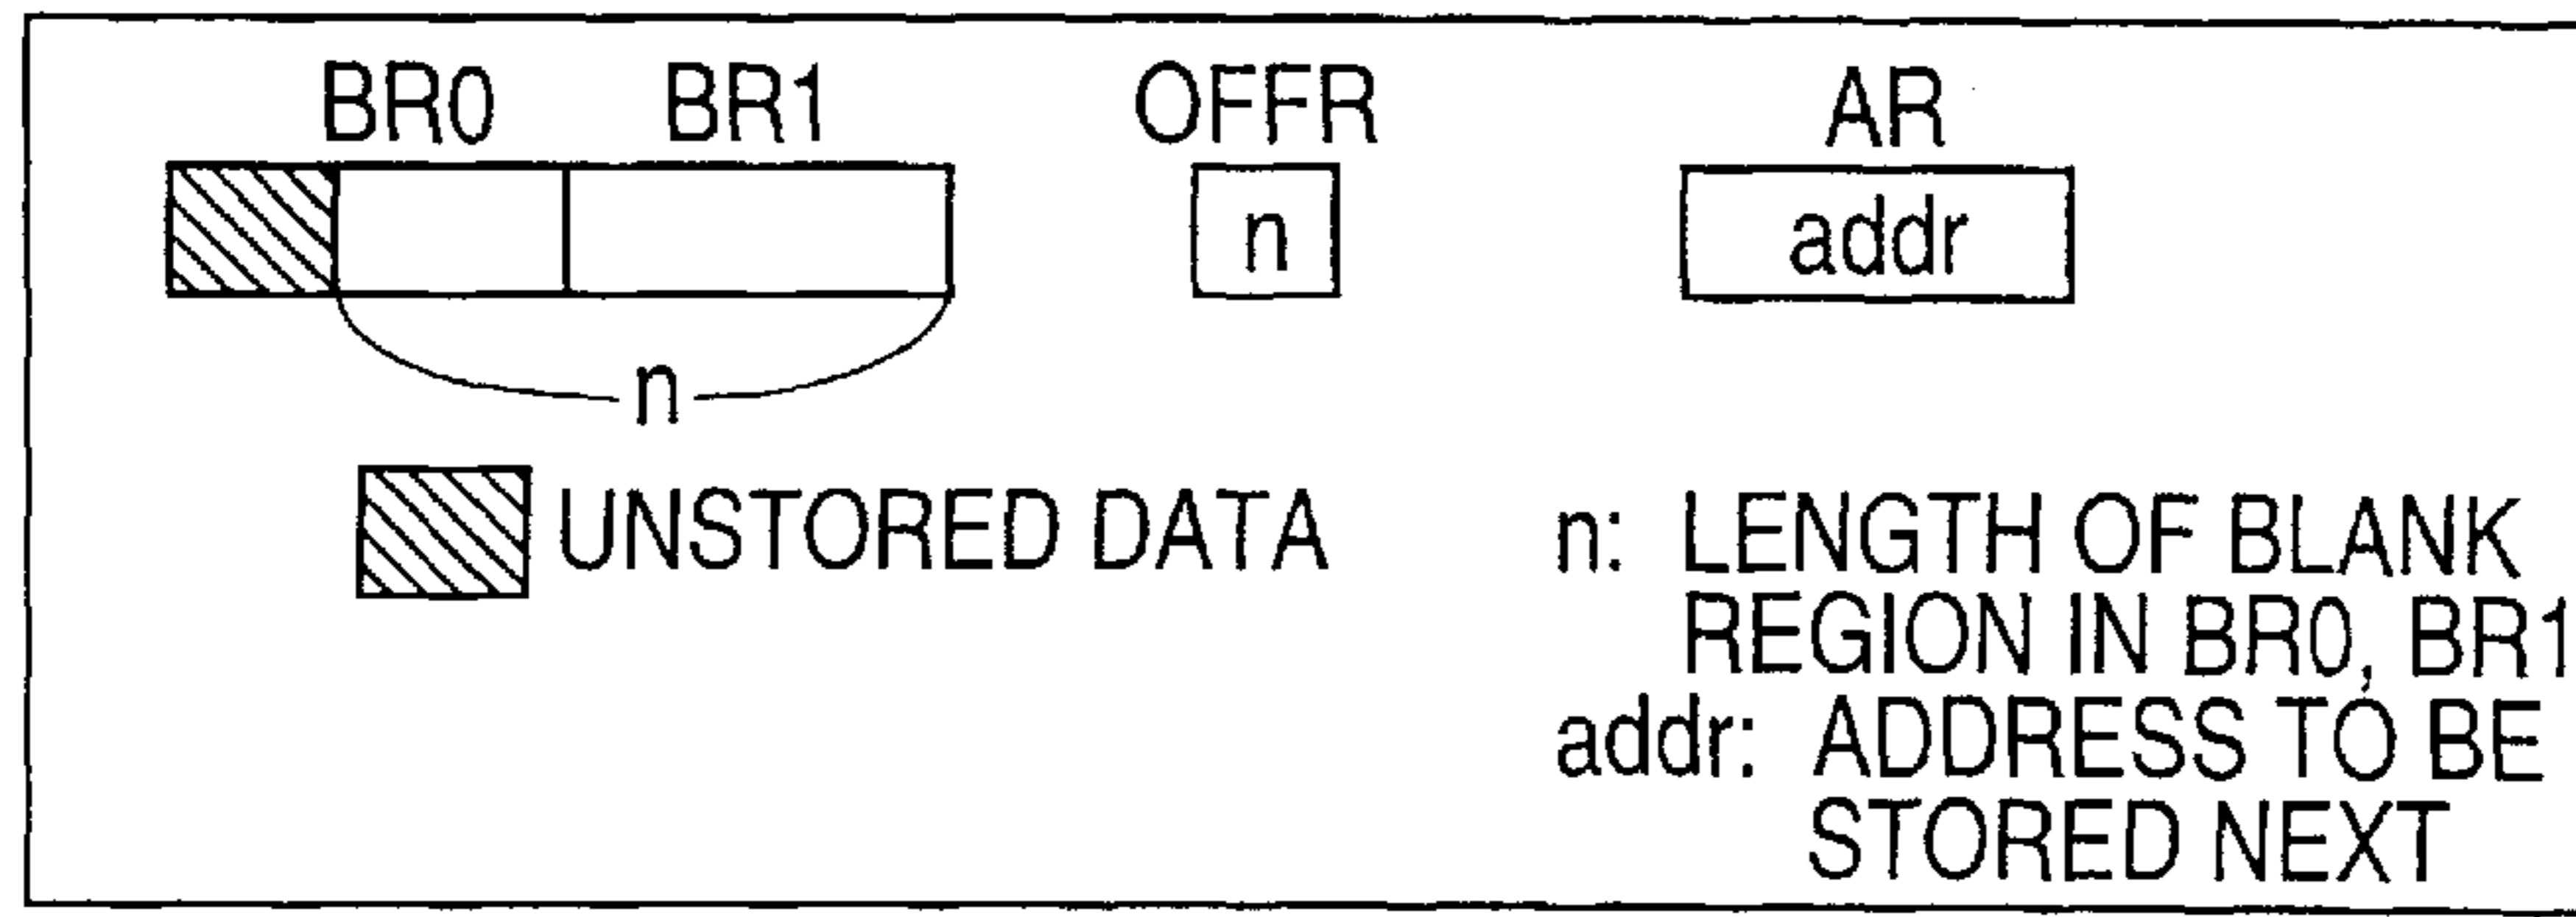 BR0 BR1 OFFR AR
n addr
n
UNSTORED DATA
n: LENGTH OF BLANK
REGION IN BR0, BR1
addr: ADDRESS TO BE
STORED NEXT